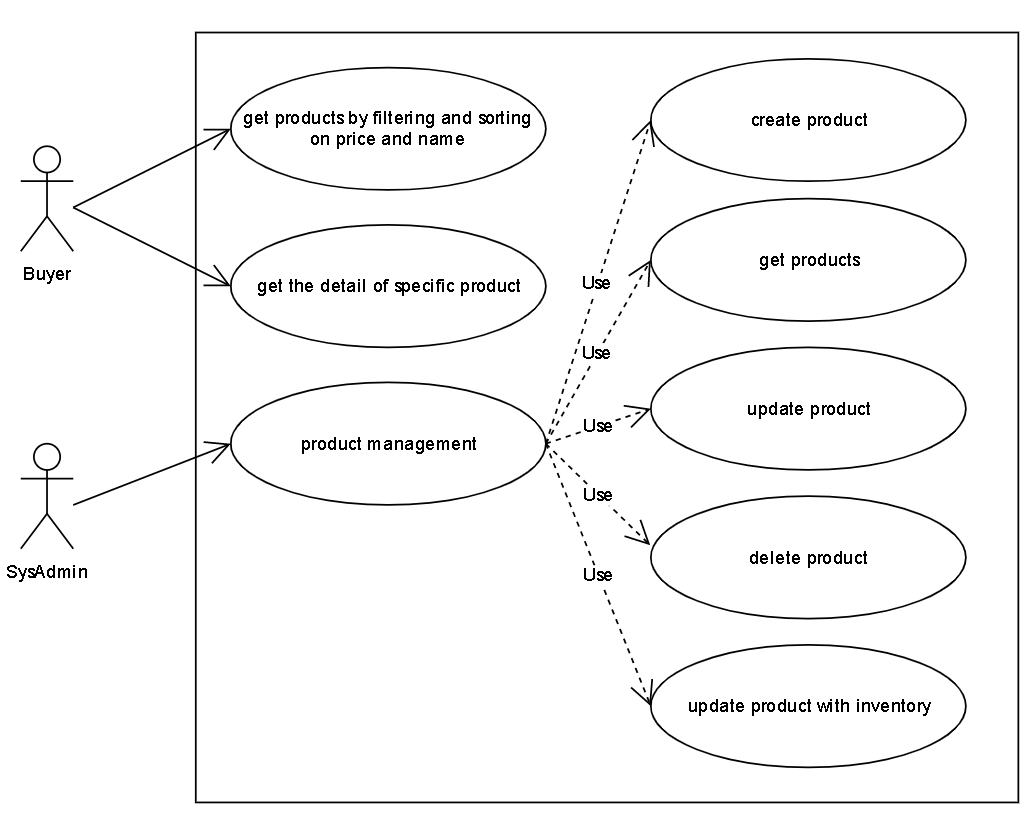 get products by filtering and sorting
on price and name
create product
get products
Buyer
get the detail of specific product
Use
Use
update product
Use
product management
Use
delete product
SysAdmin
Use
update product with inventory